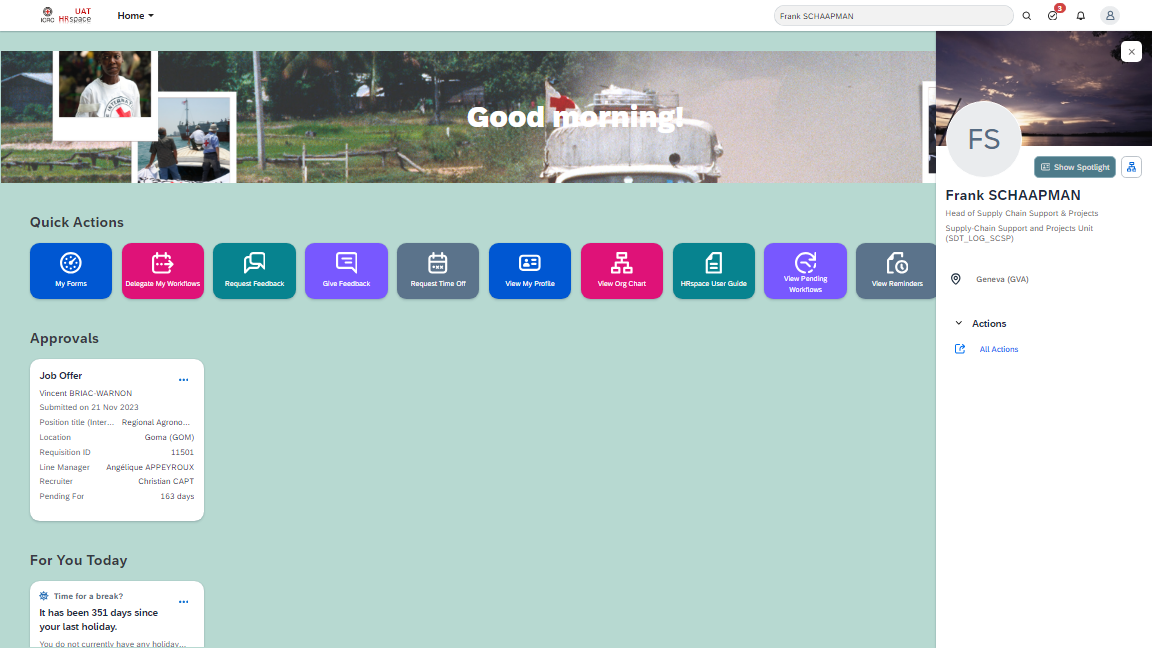 ICRC
UAT
HRspace
Home
Frank SCHAAPMAN
3
Good morning!
FS
Show Spotlight
Frank SCHAAPMAN
Head of Supply Chain Support & Projects
Supply-Chain Support and Projects Unit
(SDT_LOG_SCSP)
Geneva (GVA)
Actions
All Actions
Quick Actions
My Forms
Delegate My Workflows
Request Feedback
Give Feedback
Request Time Off
View My Profile
View Org Chart
HRspace User Guide
View Pending
Workflows
View Reminders
Approvals
Job Offer
Vincent BRIAC-WARNON
Submitted on 21 Nov 2023
Position title (Inter... Regional Agrono...
Location Goma (GOM)
Requisition ID 11501
Line Manager Angélique APPEYROUX
Recruiter Christian CAPT
Pending For 163 days
For You Today
Time for a break?
It has been 351 days since
your last holiday.
You do not currently have any holiday...